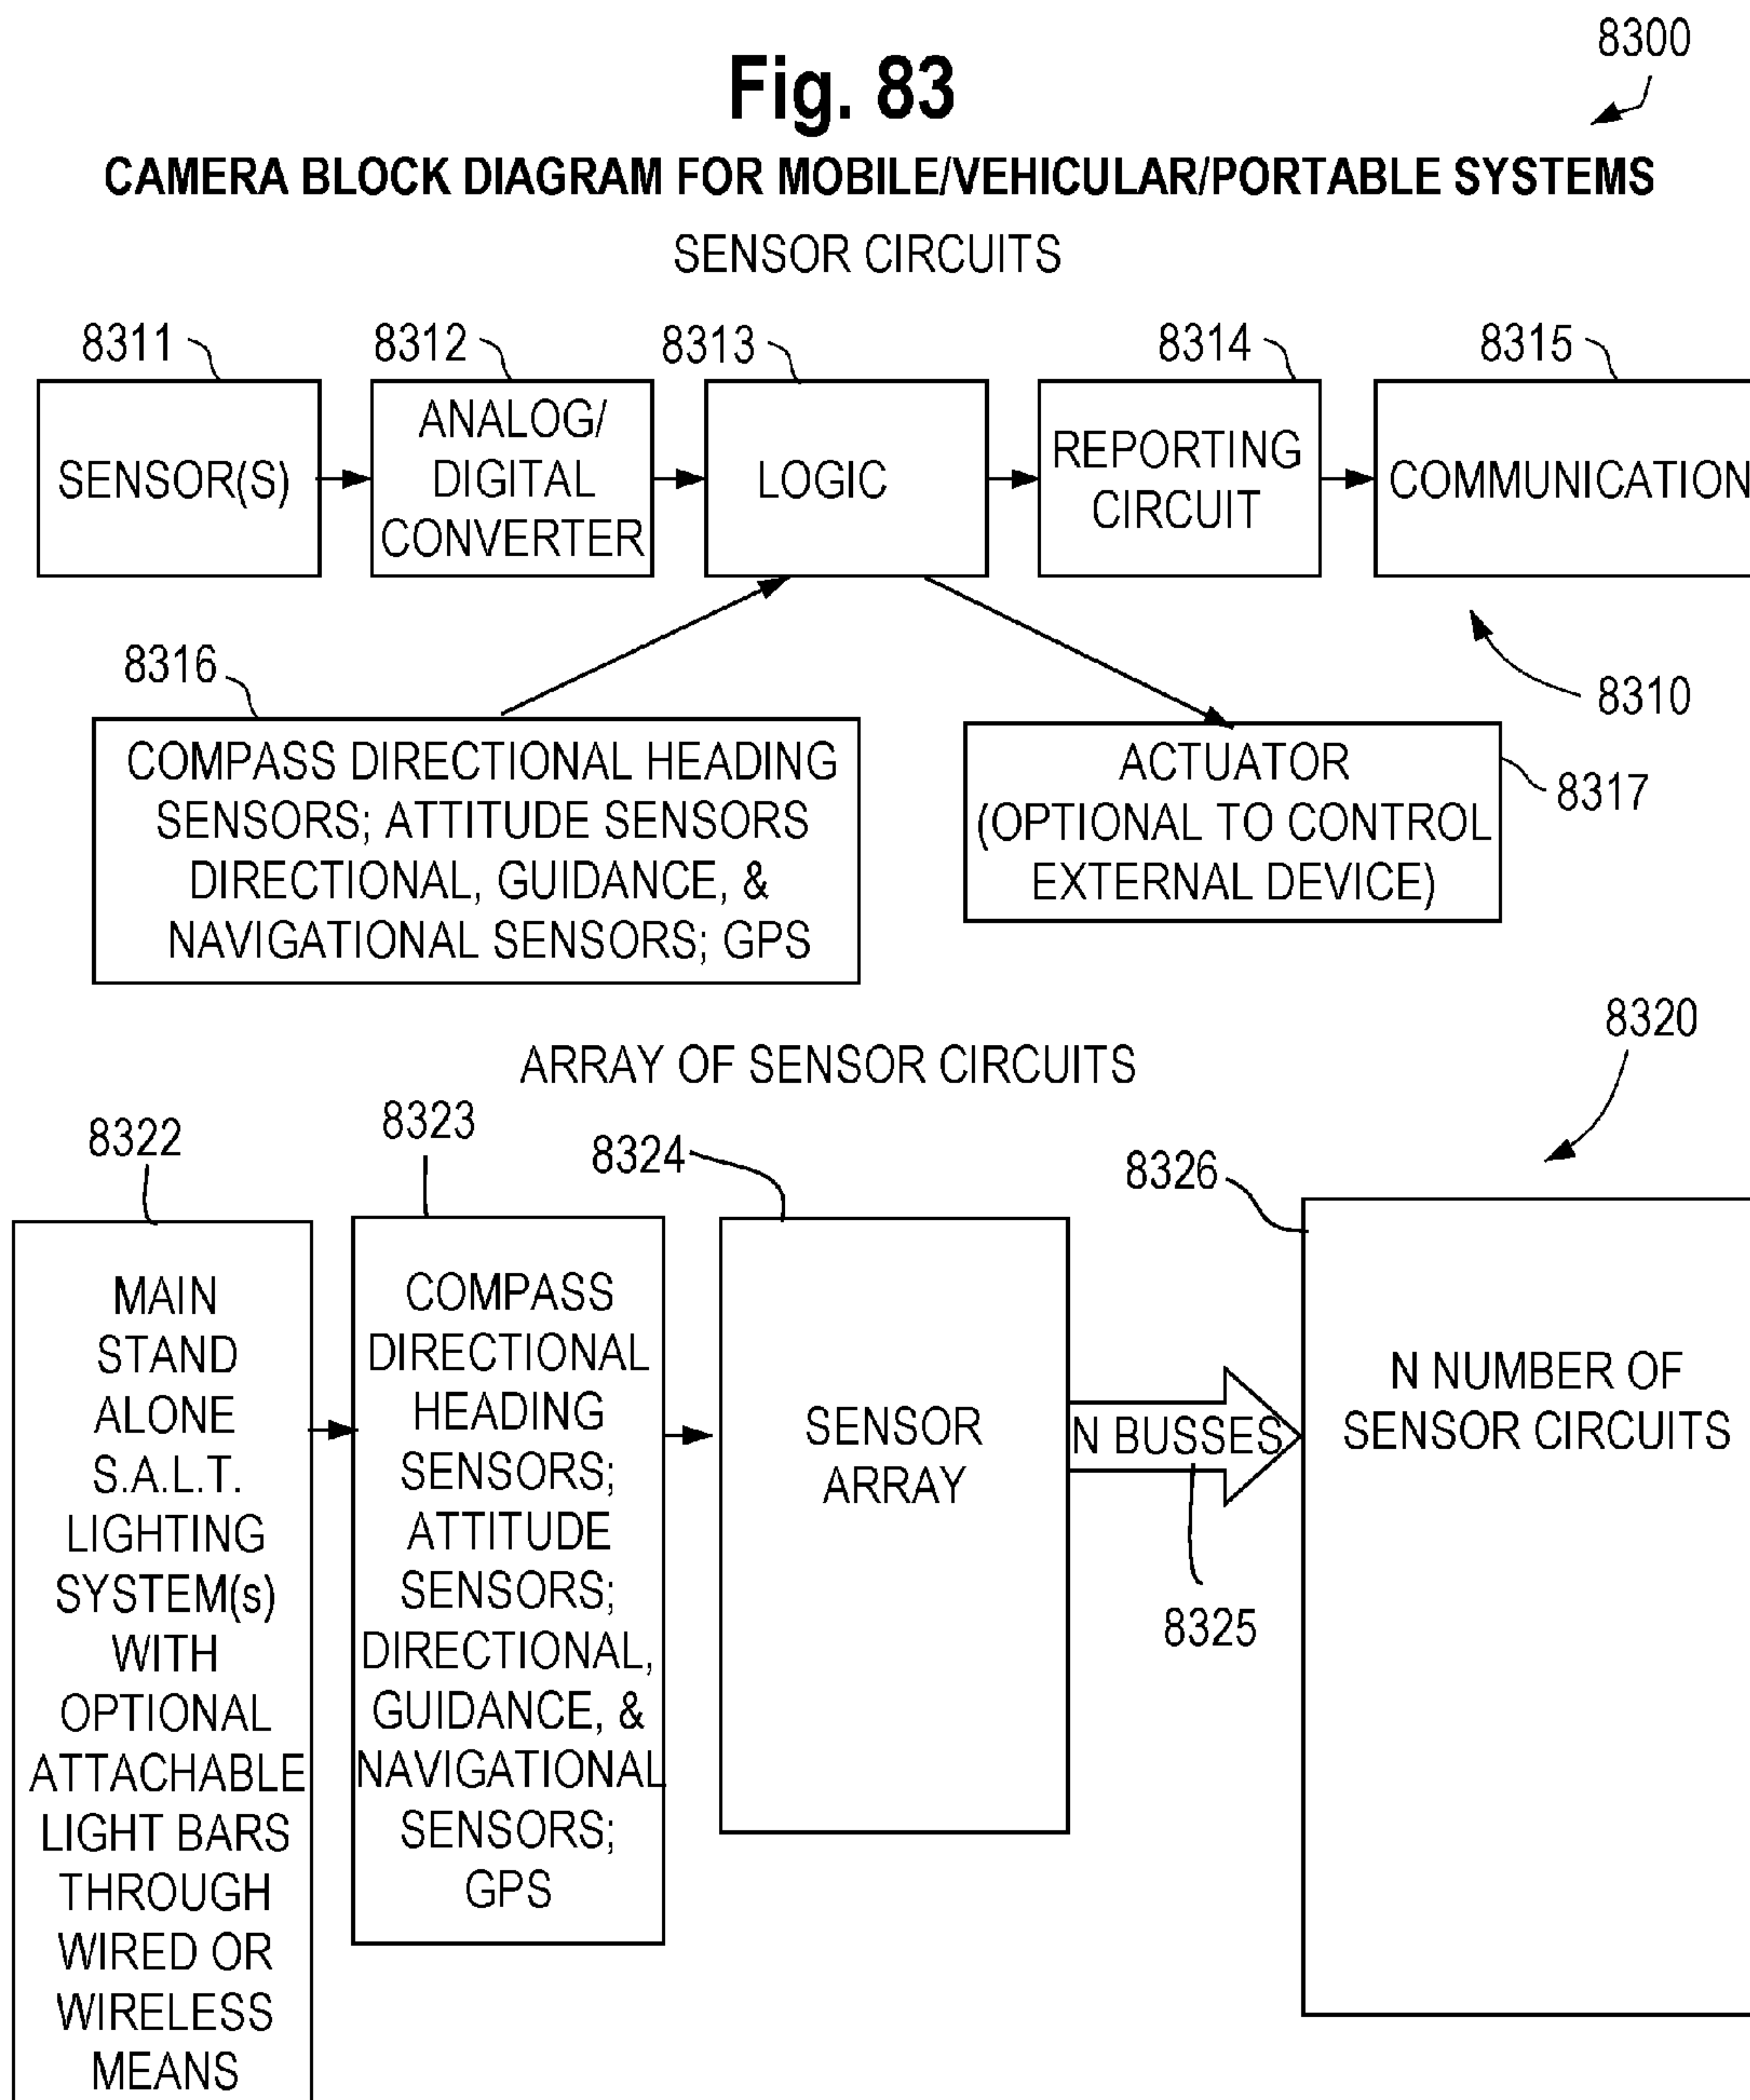 8300
Fig. 83
CAMERA BLOCK DIAGRAM FOR MOBILE/VEHICULAR/PORTABLE SYSTEMS
SENSOR CIRCUITS
8311
8312
8313
8314
8315
SENSOR(S)
ANALOG/
DIGITAL
CONVERTER
LOGIC
REPORTING
CIRCUIT
COMMUNICATION
8310
8316
COMPASS DIRECTIONAL HEADING
SENSORS; ATTITUDE SENSORS
DIRECTIONAL, GUIDANCE, &
NAVIGATIONAL SENSORS; GPS
ACTUATOR
(OPTIONAL TO CONTROL
EXTERNAL DEVICE)
8317
8320
ARRAY OF SENSOR CIRCUITS
8322
8323
8324
8326
MAIN
STAND
ALONE
S.A.L.T.
LIGHTING
SYSTEM(s)
WITH
OPTIONAL
ATTACHABLE
LIGHT BARS
THROUGH
WIRED OR
WIRELESS
MEANS
COMPASS
DIRECTIONAL
HEADING
SENSORS;
ATTITUDE
SENSORS;
DIRECTIONAL,
GUIDANCE, &
NAVIGATIONAL
SENSORS;
GPS
SENSOR
ARRAY
N BUSSES
8325
N NUMBER OF
SENSOR CIRCUITS